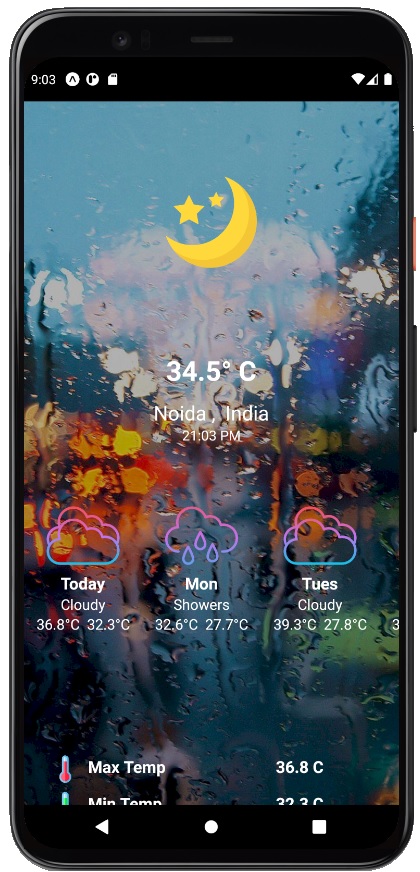 9:03
34.5° C
Noida , India
21:03 PM
Today Mon Tues
Cloudy Showers Cloudy
36.8°C 32.3°C 32.6°C 27.7°C 39.3°C 27.8°C 3
Max Temp 36.8 C
Min Temp 32.3 C